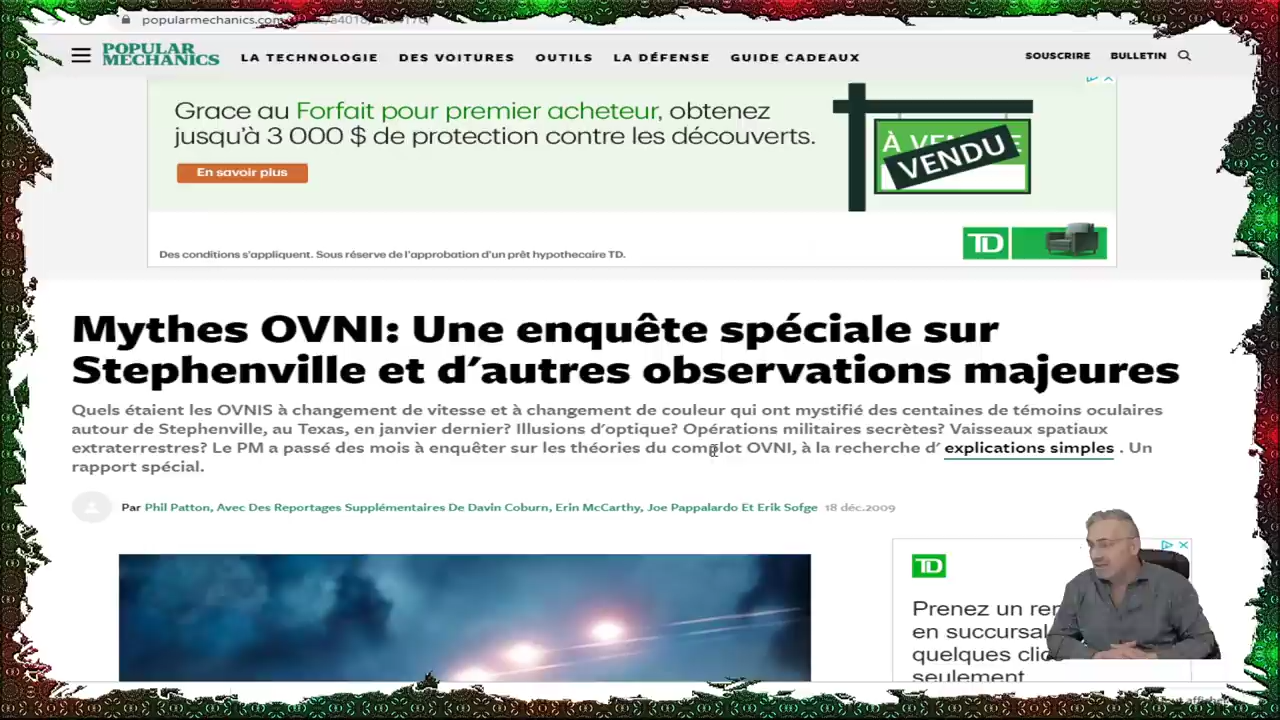 popularmechanics.com
POPULAR
MECHANICS
LA TECHNOLOGIE DES VOITURES OUTILS LA DÉFENSE GUIDE CADEAUX SOUSCRIRE BULLETIN
Grace au Forfait pour premier acheteur, obtenez
jusqu'à 3 000 $ de protection contre les découverts.
En savoir plus
À VENDRE
VENDU
TD
Des conditions s'appliquent. Sous réserve de l'approbation d'un prêt hypothecaire TD.
Mythes OVNI: Une enquête spéciale sur
Stephenville et d'autres observations majeures
Quels étaient les OVNIS à changement de vitesse et à changement de couleur qui ont mystifié des centaines de témoins oculaires
autour de Stephenville, au Texas, en janvier dernier? Illusions d'optique? Opérations militaires secrètes? Vaisseaux spatiaux
extraterrestres? Le PM a passé des mois à enquêter sur les théories du complot OVNI, à la recherche d' explications simples . Un
rapport spécial.
Par Phil Patton, Avec Des Reportages Supplémentaires De Davin Coburn, Erin McCarthy, Joe Pappalardo Et Erik Sofge 18 déc.2009
TD
Prenez un
en
quelques
seulement